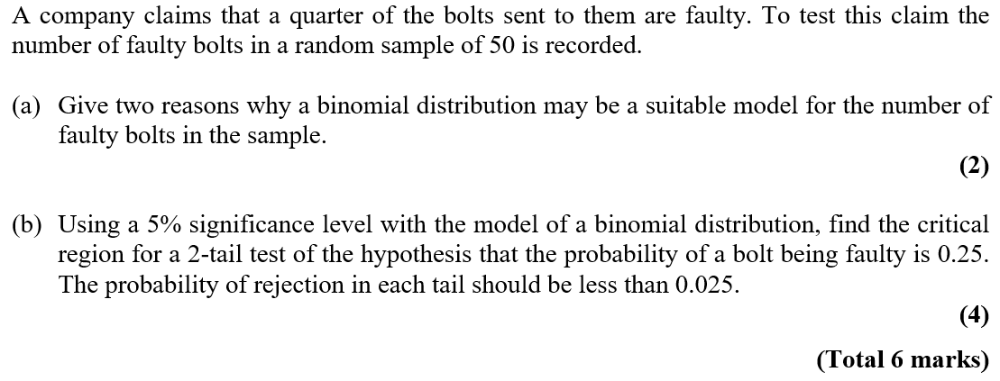 A company claims that a quarter of the bolts sent to them are faulty. To test this claim the
number of faulty bolts in a random sample of 50 is recorded.
(a) Give two reasons why a binomial distribution may be a suitable model for the number of
faulty bolts in the sample.
(2)
(b) Using a 5% significance level with the model of a binomial distribution, find the critical
region for a 2-tail test of the hypothesis that the probability of a bolt being faulty is 0.25.
The probability of rejection in each tail should be less than 0.025.
(4)
(Total 6 marks)